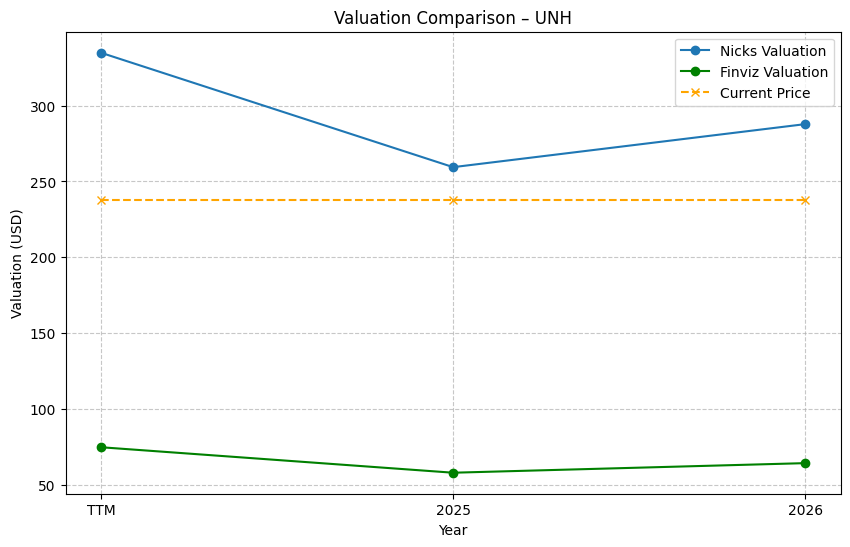 Valuation Comparison – UNH
Nicks Valuation
Finviz Valuation
Current Price
Valuation (USD)
300
250
200
150
100
50
TTM
2025
2026
Year